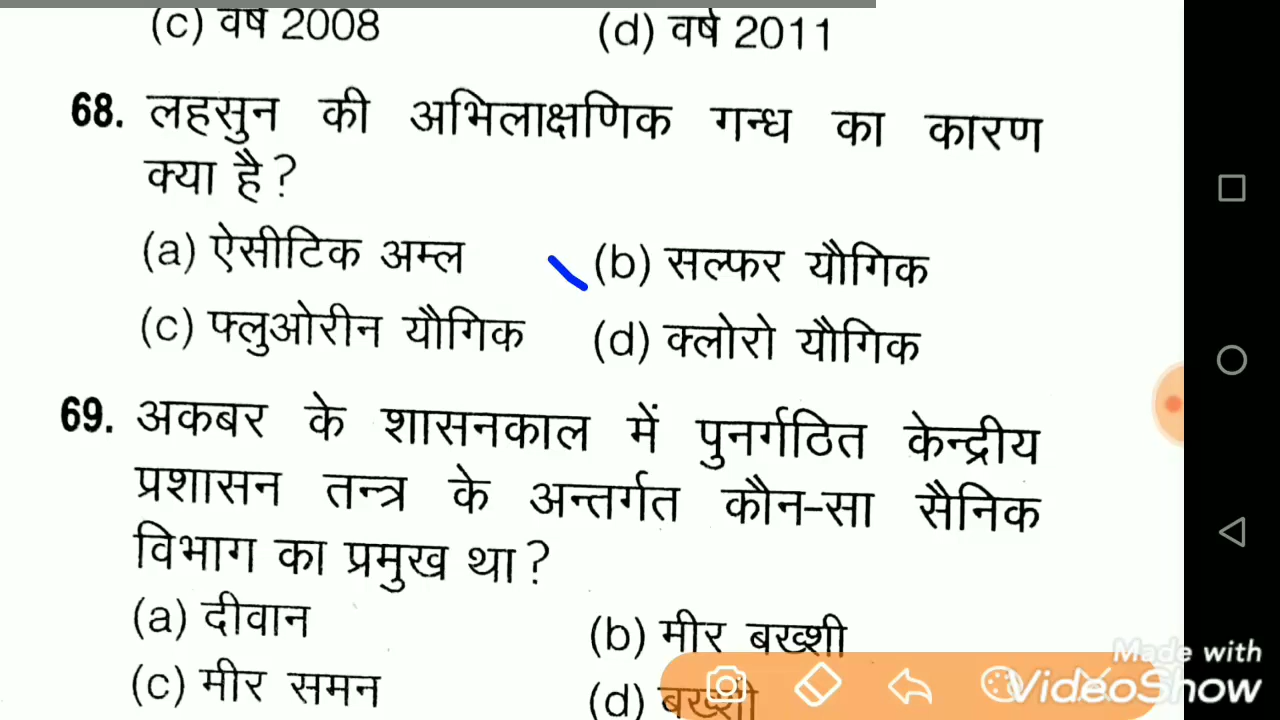 (c) वर्ष 2008 (d) वर्ष 2011
68. लहसुन की अभिलाक्षणिक गन्ध का कारण
क्या है?
(a) ऐसीटिक अम्ल (b) सल्फर यौगिक
(c) फ्लुओरीन यौगिक (d) क्लोरो यौगिक
69. अकबर के शासनकाल में पुनर्गठित केन्द्रीय
प्रशासन तन्त्र के अन्तर्गत कौन-सा सैनिक
विभाग का प्रमुख था?
(a) दीवान (b) मीर बख्शी
(c) मीर समन (d) बख्शी
Made with
VideoShow